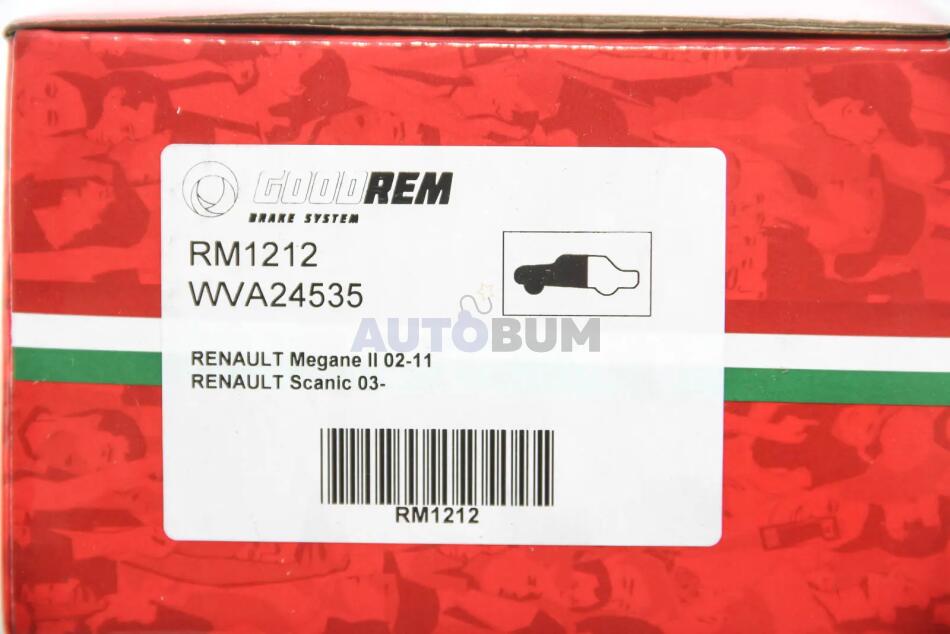 GOODREM
BRAKE SYSTEM
RM1212
WVA24535
AUTOBUM
RENAULT Megane II 02-11
RENAULT Scanic 03-
RM1212